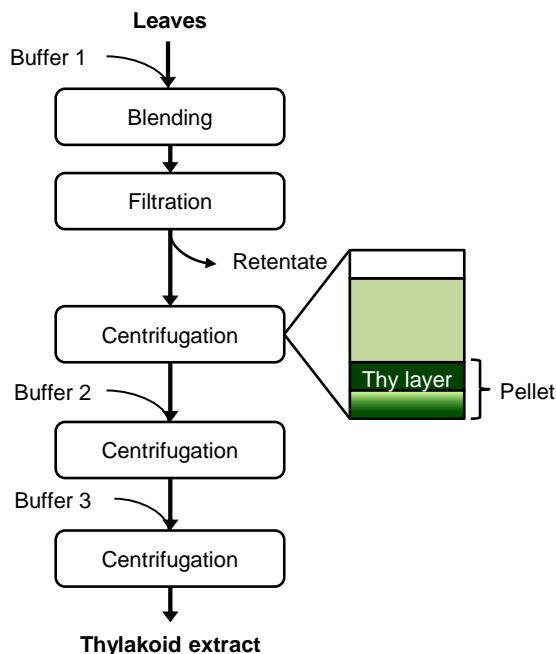 Leaves
Buffer 1
Blending
Filtration
Retentate
Centrifugation
Thy layer
Pellet
Buffer 2
Centrifugation
Buffer 3
Centrifugation
Thylakoid extract